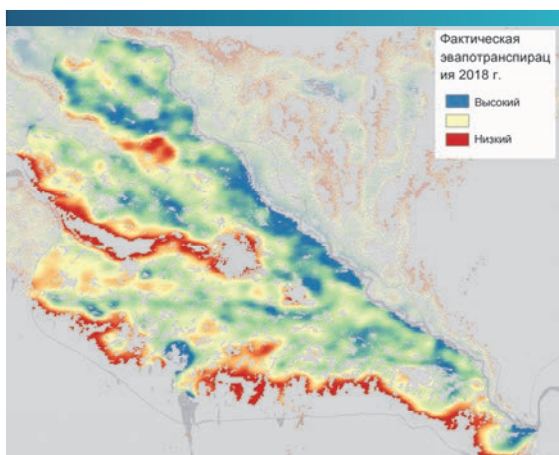 Фактическая
эвапотранспирац
ия 2018 г.
Высокий
Низкий